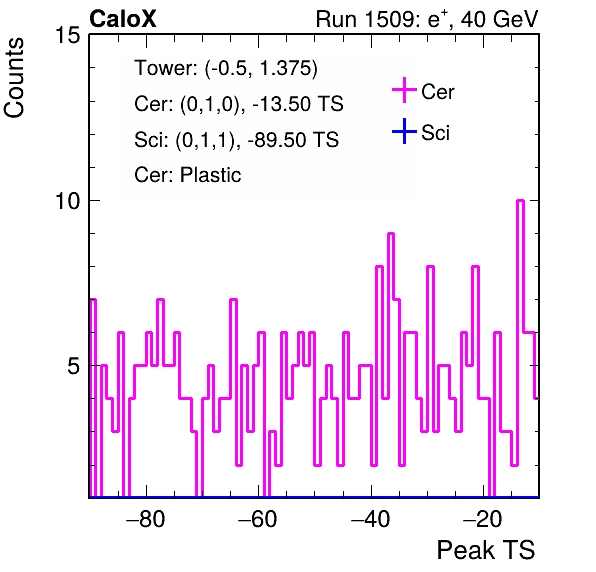 CaloX Run 1509: e⁺, 40 GeV
Counts
15
Tower: (-0.5, 1.375)
Cer: (0,1,0), -13.50 TS
Sci: (0,1,1), -89.50 TS
Cer: Plastic
Cer
Sci
10
5
−80 −60 −40 −20
Peak TS